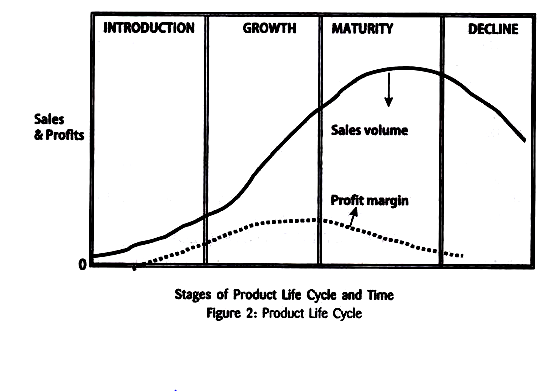 INTRODUCTION GROWTH MATURITY DECLINE
Sales
& Profits
Sales volume
Profit margin
0
Stages of Product Life Cycle and Time
Figure 2: Product Life Cycle